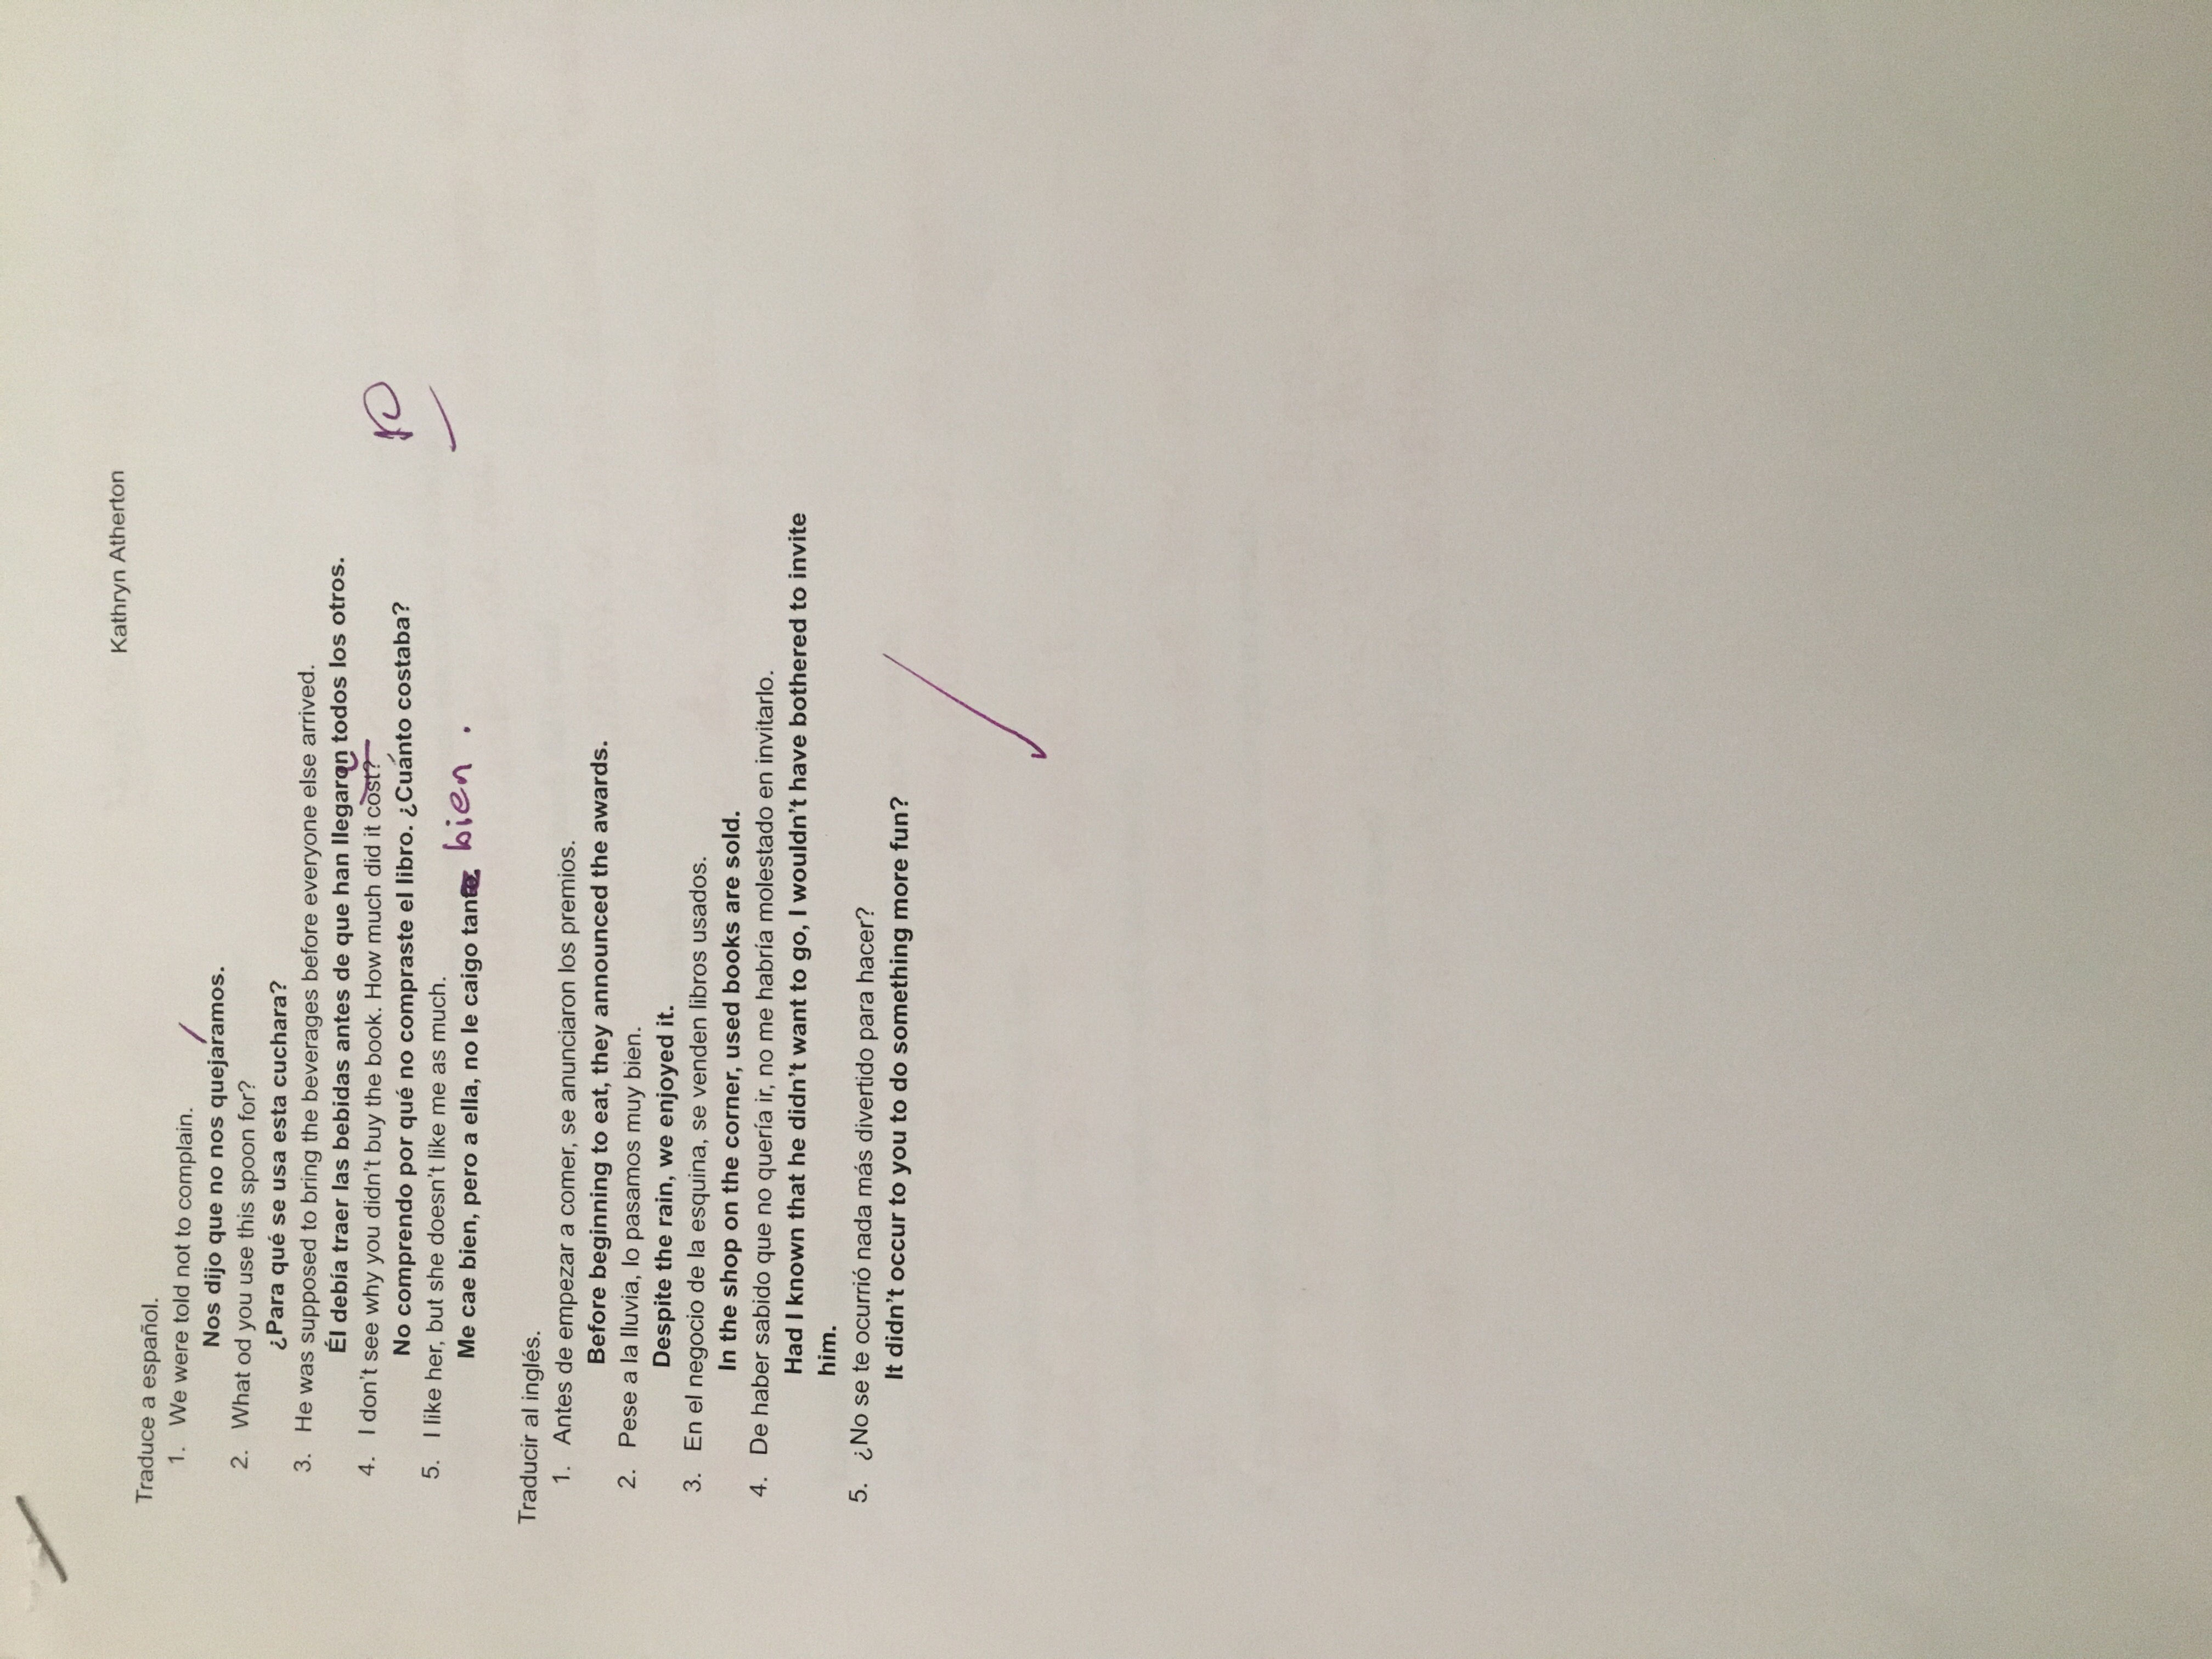 Kathryn Atherton
Traduce a español.
1. We were told not to complain.
Nos dijo que no nos quejaramos.
2. What od you use this spoon for?
¿Para qué se usa esta cuchara?
3. He was supposed to bring the beverages before everyone else arrived.
Él debía traer las bebidas antes de que han llegaron todos los otros.
4. I don't see why you didn't buy the book. How much did it cost?
No comprendo por qué no compraste el libro. ¿Cuánto costaba?
10
5. I like her, but she doesn't like me as much.
Me cae bien, pero a ella, no le caigo tan bien .
Traducir al inglés.
1. Antes de empezar a comer, se anunciaron los premios.
Before beginning to eat, they announced the awards.
2. Pese a la lluvia, lo pasamos muy bien.
Despite the rain, we enjoyed it.
3. En el negocio de la esquina, se venden libros usados.
In the shop on the corner, used books are sold.
4. De haber sabido que no quería ir, no me habría molestado en invitarlo.
Had I known that he didn't want to go, I wouldn't have bothered to invite
him.
5. ¿No se te ocurrió nada más divertido para hacer?
It didn't occur to you to do something more fun?